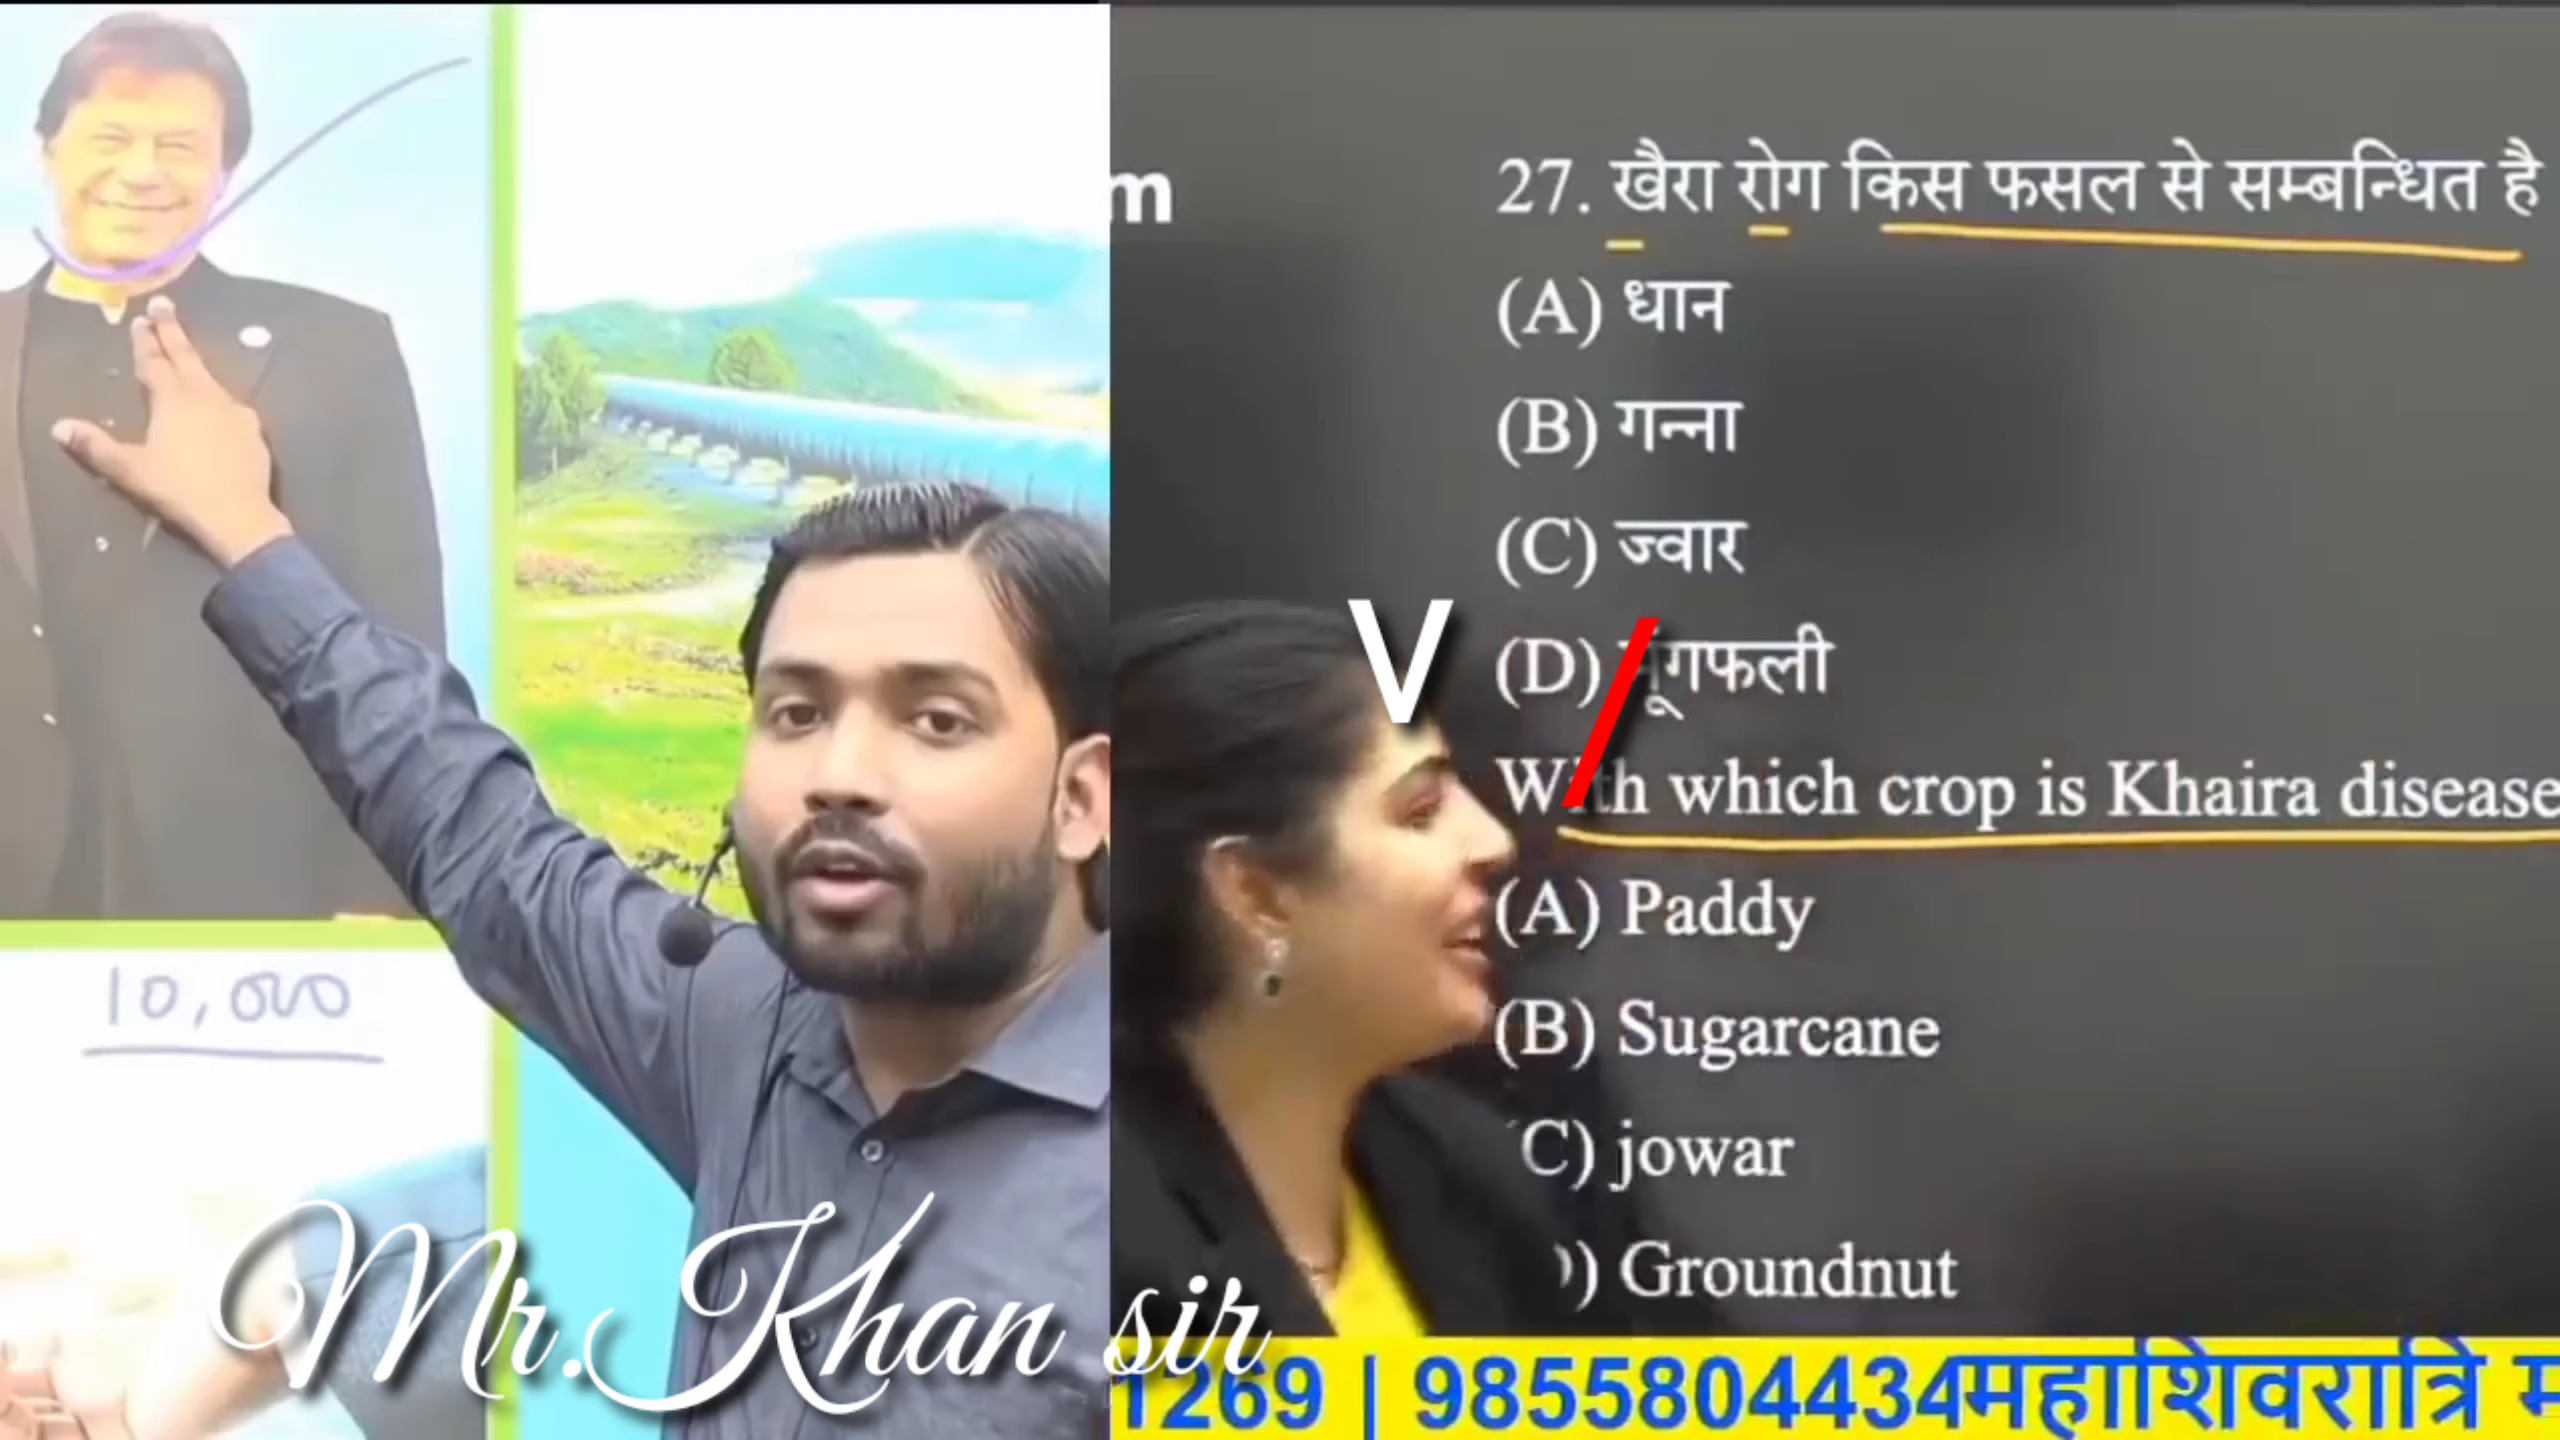 10,000
Mr.Khan sir
m
27. खैरा रोग किस फसल से सम्बन्धित है
(A) धान
(B) गन्ना
(C) ज्वार
V /
(D) मूंगफली
With which crop is Khaira disease
(A) Paddy
(B) Sugarcane
C) jowar
) Groundnut
1269 | 9855804434महाशिवरात्रि म